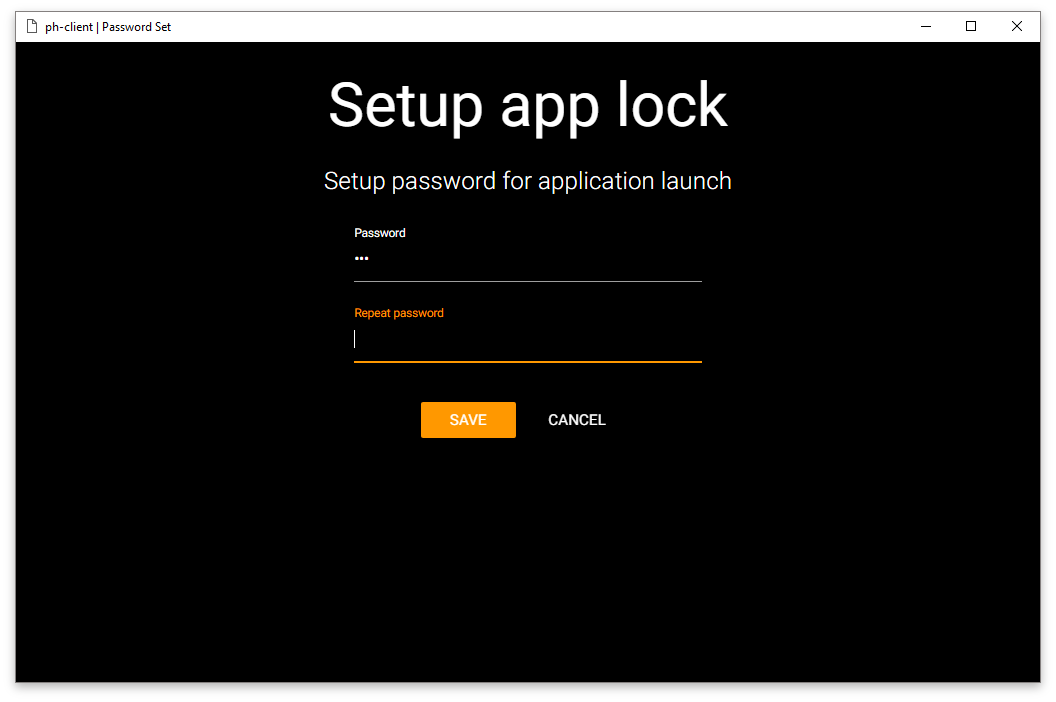 ph-client | Password Set
Setup app lock
Setup password for application launch
Password
•••
Repeat password
SAVE
CANCEL